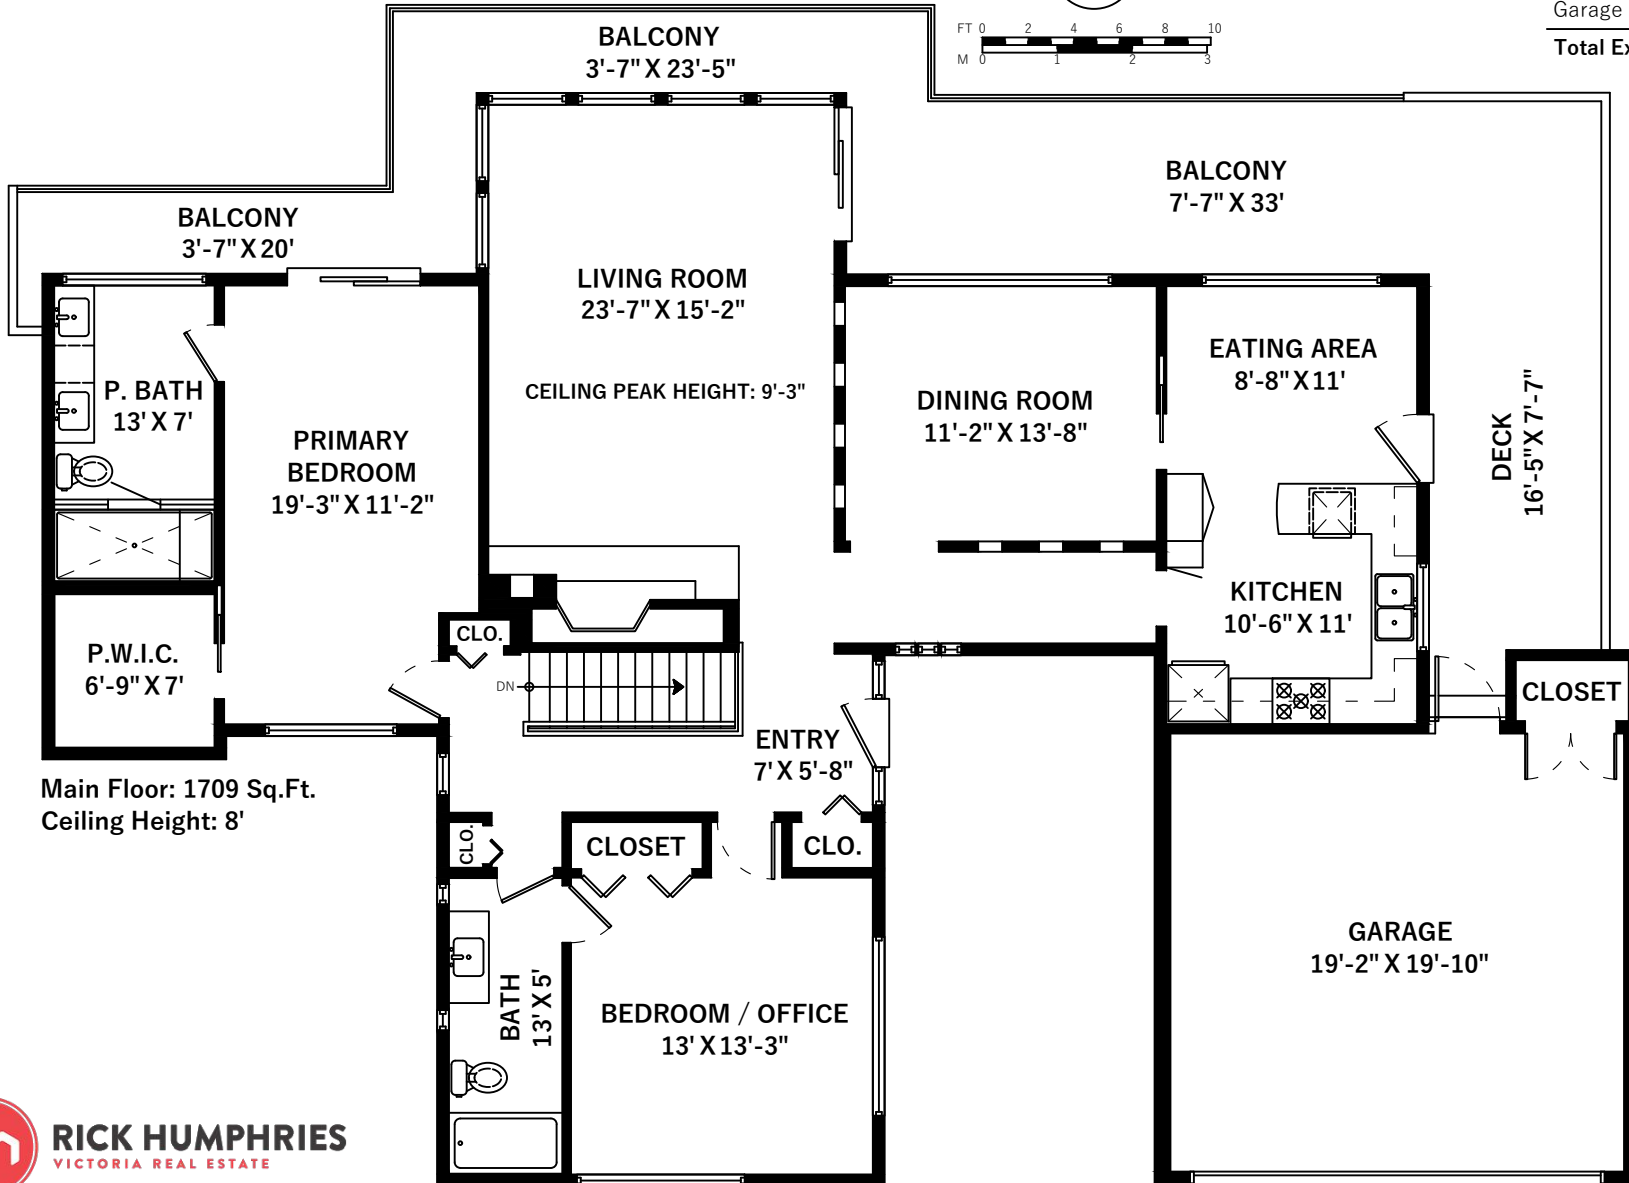 BALCONY
3'-7" X 23'-5"
FT 0 2 4 6 8 10
M 0 1 2 3
Garage
Total Ex
BALCONY
7'-7" X 33'
BALCONY
3'-7" X 20'
LIVING ROOM
23'-7" X 15'-2"
CEILING PEAK HEIGHT: 9'-3"
EATING AREA
8'-8" X 11'
DINING ROOM
11'-2" X 13'-8"
P. BATH
13' X 7'
PRIMARY
BEDROOM
19'-3" X 11'-2"
DECK
16'-5" X 7'-7"
KITCHEN
10'-6" X 11'
CLO.
P.W.I.C.
6'-9" X 7'
DN
CLOSET
ENTRY
7' X 5'-8"
Main Floor: 1709 Sq.Ft.
Ceiling Height: 8'
CLO.
CLOSET
CLO.
GARAGE
19'-2" X 19'-10"
BATH
13' X 5'
BEDROOM / OFFICE
13' X 13'-3"
RICK HUMPHRIES
VICTORIA REAL ESTATE